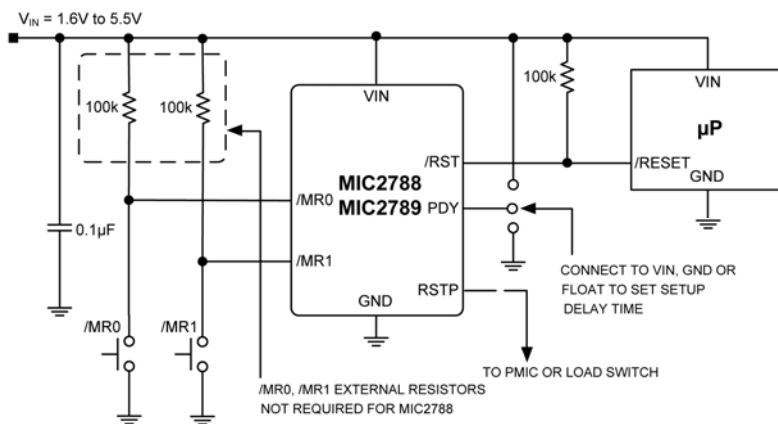 VIN = 1.6V to 5.5V
100k
100k
100k
VIN
VIN
µP
/RST
/RESET
GND
MIC2788
MIC2789
/MR0
PDY
0.1µF
/MR1
CONNECT TO VIN, GND OR
FLOAT TO SET SETUP
DELAY TIME
RSTP
GND
/MR0
/MR1
TO PMIC OR LOAD SWITCH
/MR0, /MR1 EXTERNAL RESISTORS
NOT REQUIRED FOR MIC2788